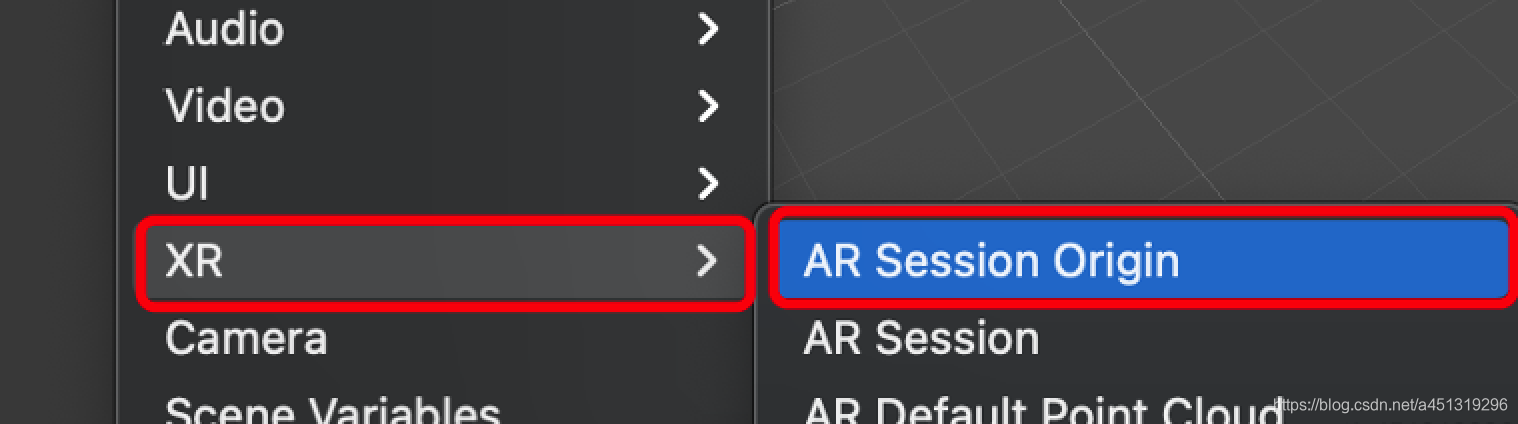 Audio
Video
UI
XR
AR Session Origin
Camera
AR Session
Scene Variables
AR Default Point Cloud
https://blog.csdn.net/a451319296